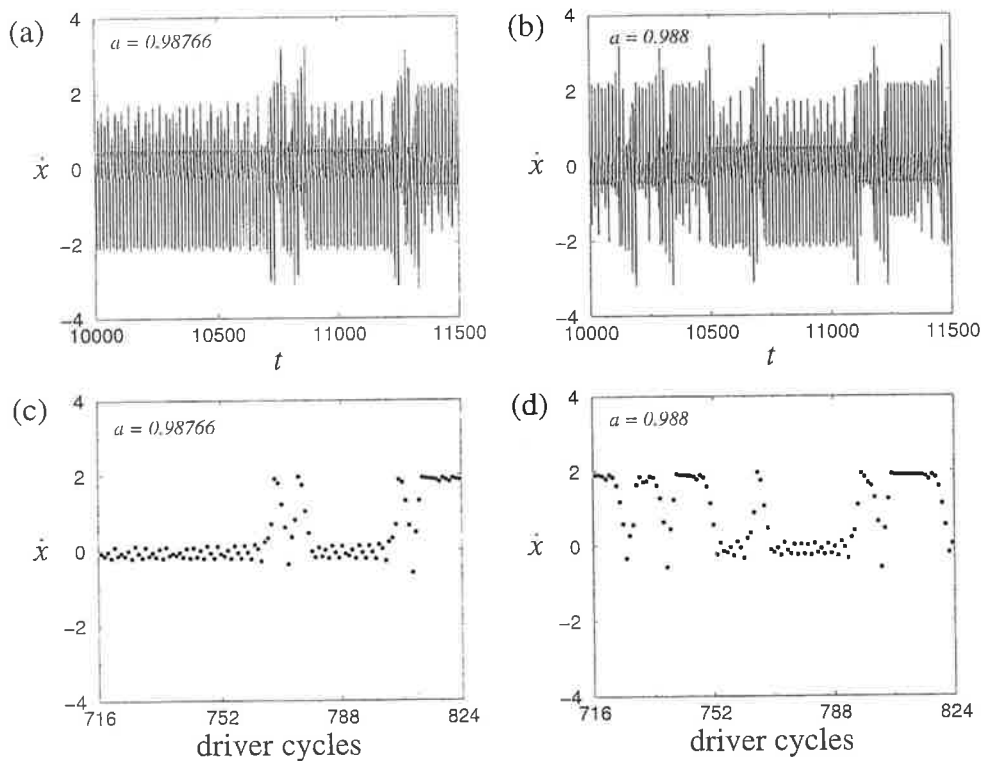 (a)
a = 0.98766
4
2
0
−2
−4
ẋ
10000 10500 11000 11500
t
(b)
a = 0.988
4
2
0
−2
−4
ẋ
10000 10500 11000 11500
t
(c)
a = 0.98766
4
2
0
−2
−4
ẋ
716 752 788 824
driver cycles
(d)
a = 0.988
4
2
0
−2
−4
ẋ
716 752 788 824
driver cycles